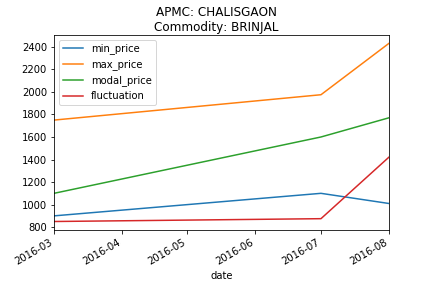 APMC: CHALISGAON
Commodity: BRINJAL
min_price
max_price
modal_price
fluctuation
2400
2200
2000
1800
1600
1400
1200
1000
800
2016-03
2016-04
2016-05
2016-06
2016-07
2016-08
date